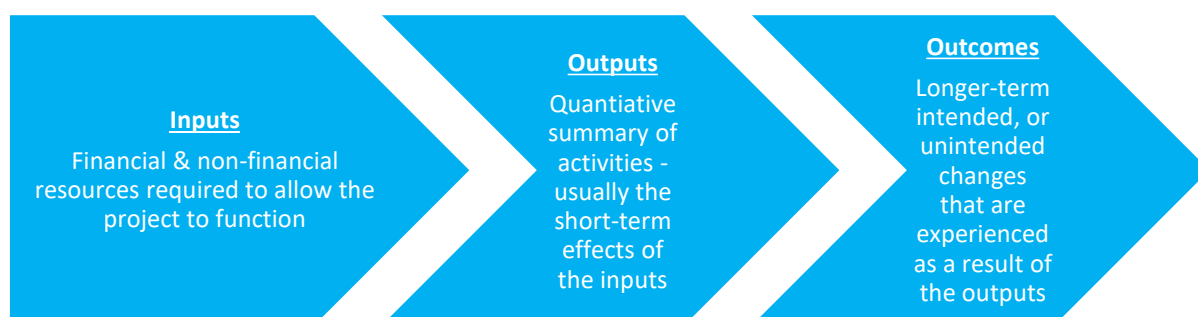 Inputs
Financial & non-financial
resources required to allow the
project to function
Outputs
Quantiative
summary of
activities -
usually the
short-term
effects of
the inputs
Outcomes
Longer-term
intended, or
unintended
changes
that are
experienced
as a result of
the outputs